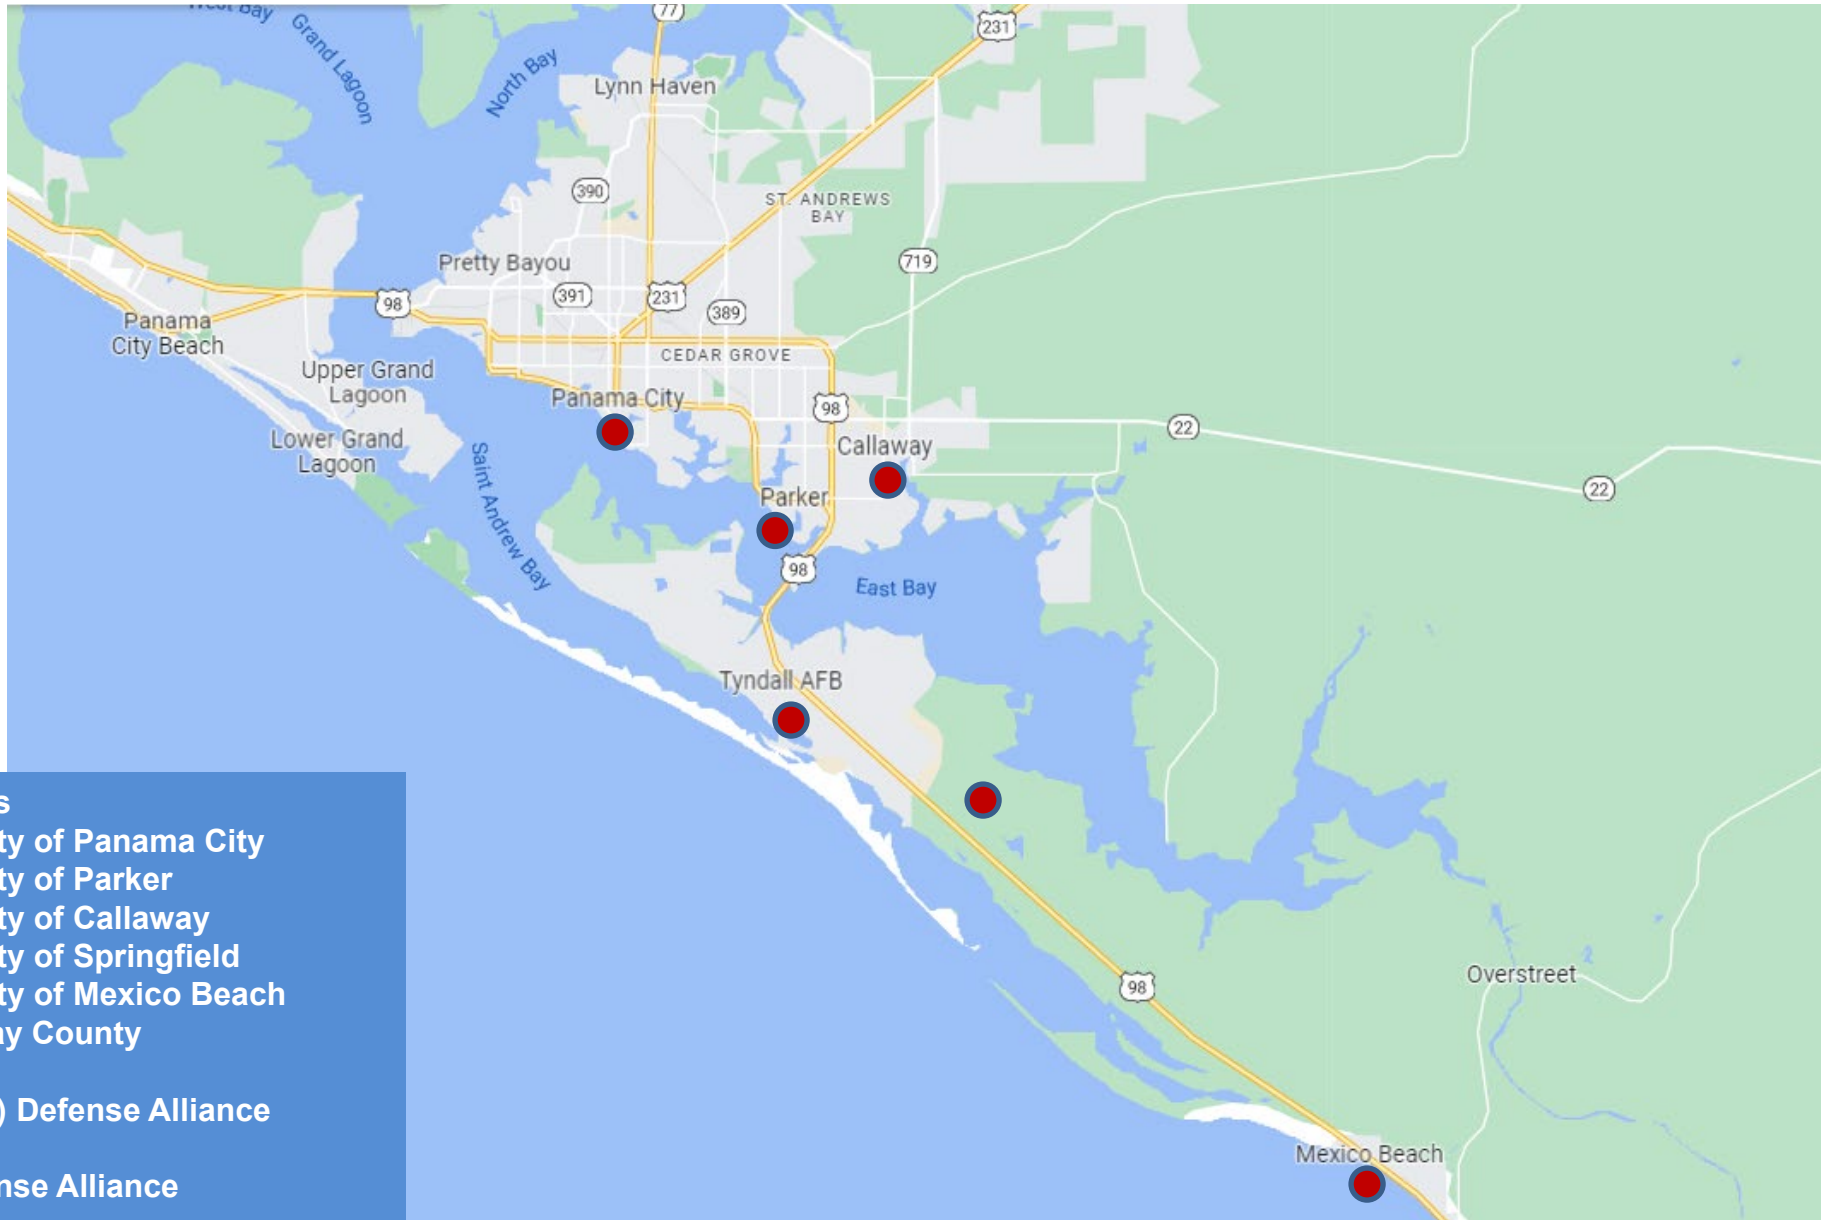 West Bay
Grand Lagoon
North Bay
77
231
Lynn Haven
390
ST. ANDREWS
BAY
719
Pretty Bayou
391
231
389
98
Panama
City Beach
CEDAR GROVE
Upper Grand
Lagoon
Panama City
98
22
Lower Grand
Lagoon
Callaway
Saint Andrew Bay
Parker
22
98
East Bay
Tyndall AFB
s
ty of Panama City
ty of Parker
ty of Callaway
ty of Springfield
ty of Mexico Beach
ay County
) Defense Alliance
nse Alliance
98
Overstreet
Mexico Beach